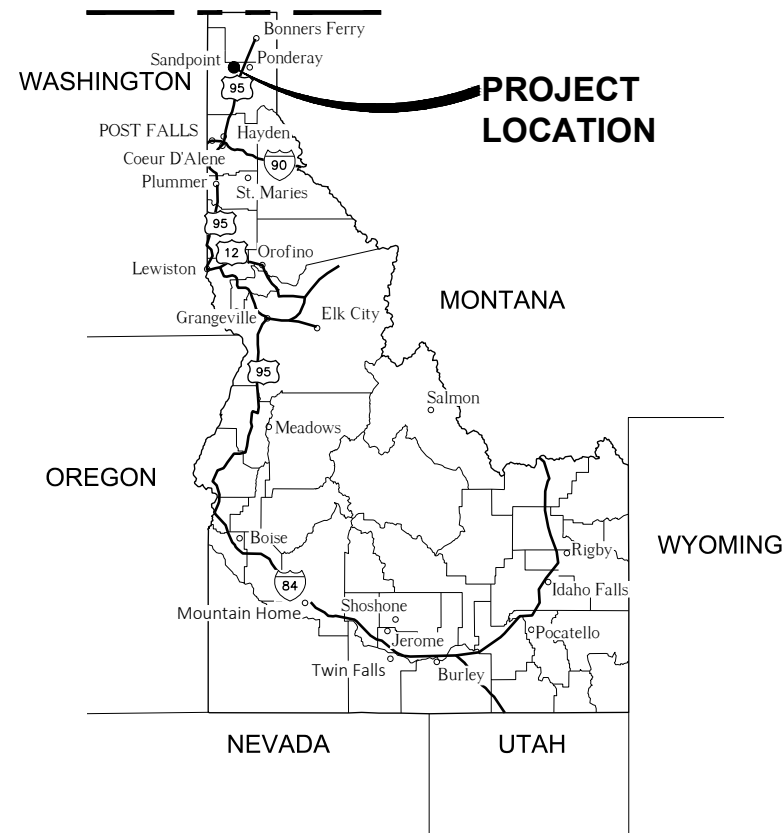 Bonners Ferry
Sandpoint
Ponderay
WASHINGTON
95
PROJECT
LOCATION
POST FALLS
Hayden
Coeur D'Alene
90
Plummer
St. Maries
95
12
Orofino
Lewiston
MONTANA
Grangeville
Elk City
95
Salmon
Meadows
OREGON
Boise
WYOMING
Rigby
84
Idaho Falls
Mountain Home
Shoshone
Jerome
Pocatello
Twin Falls
Burley
NEVADA
UTAH